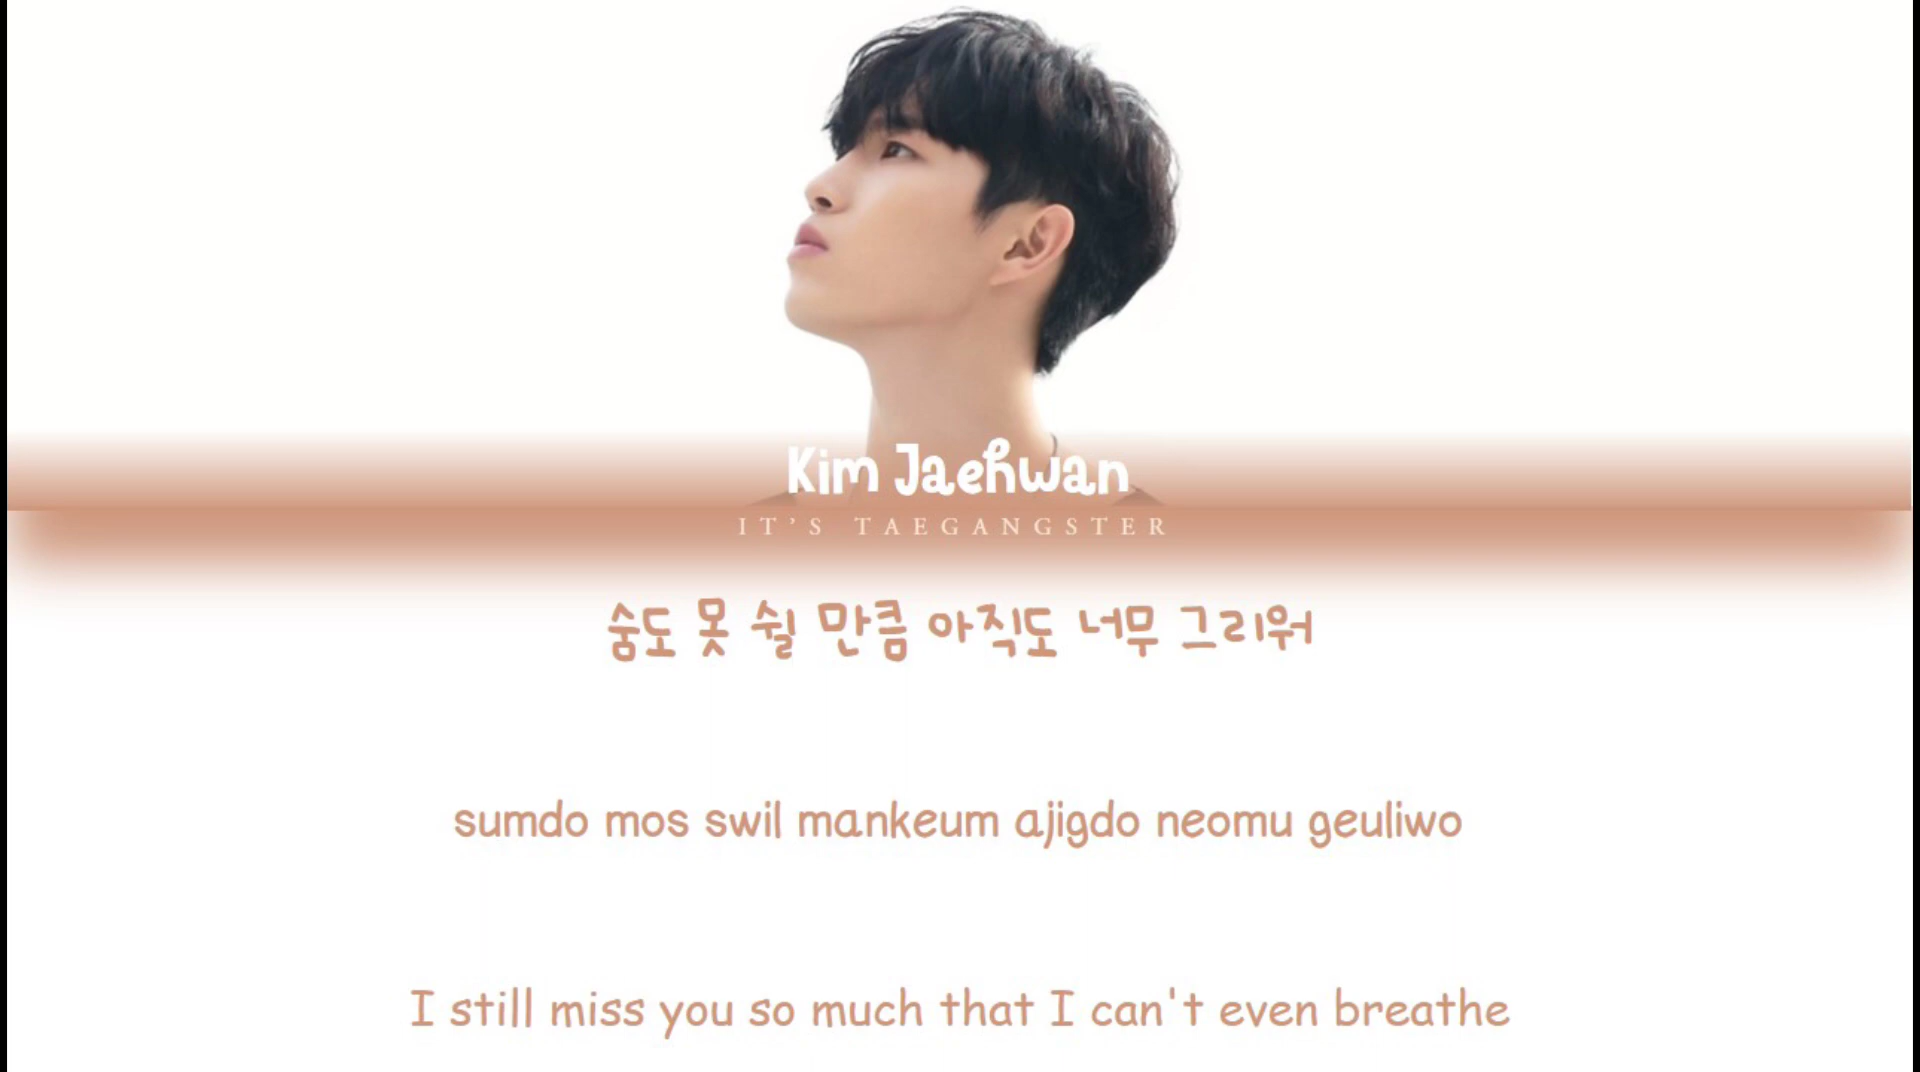 Kim Jaehwan
IT'S TAEGANGSTER
숨도 못 쉴 만큼 아직도 너무 그리워
sumdo mos swil mankeum ajigdo neomu geuliwo
I still miss you so much that I can't even breathe